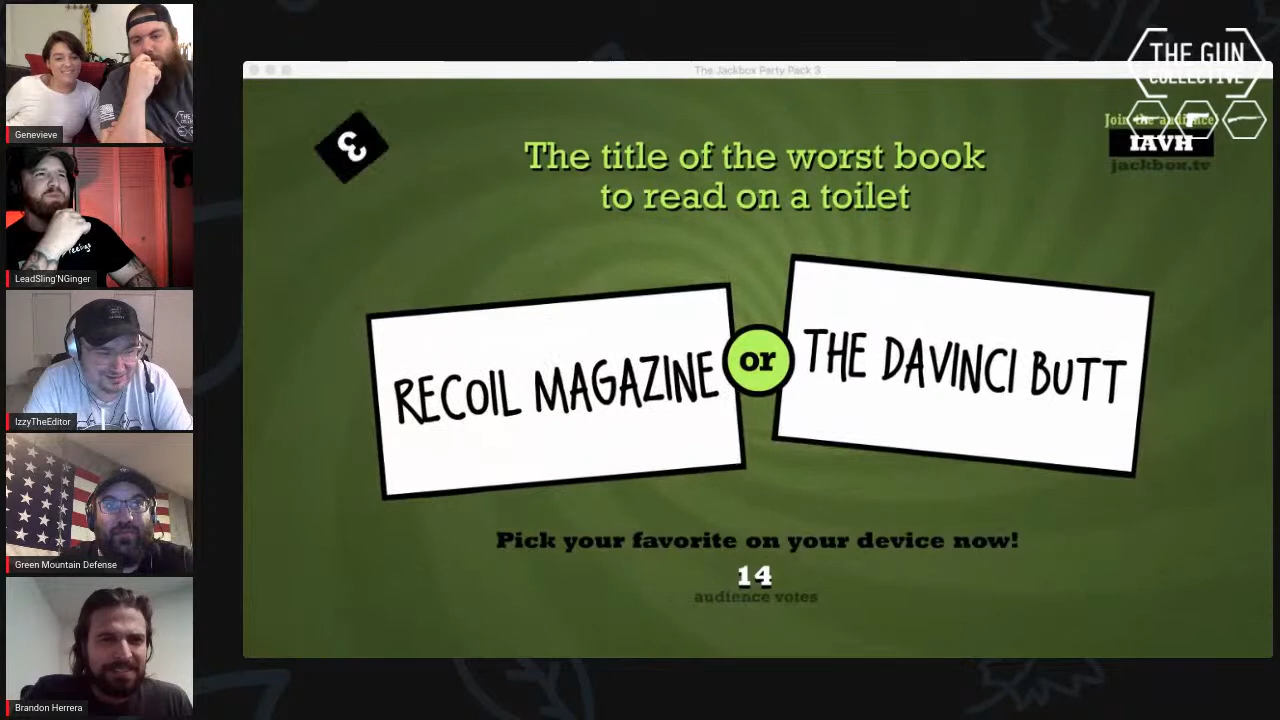 Genevieve
LeadSling'NGinger
IzzyTheEditor
Green Mountain Defense
Brandon Herrera
The Jackbox Party Pack 3
THE GUN
COLLECTIVE
Join the audience
IAVH
jackbox.tv
3
The title of the worst book
to read on a toilet
RECOIL MAGAZINE
or
THE DAVINCI BUTT
Pick your favorite on your device now!
14
audience votes